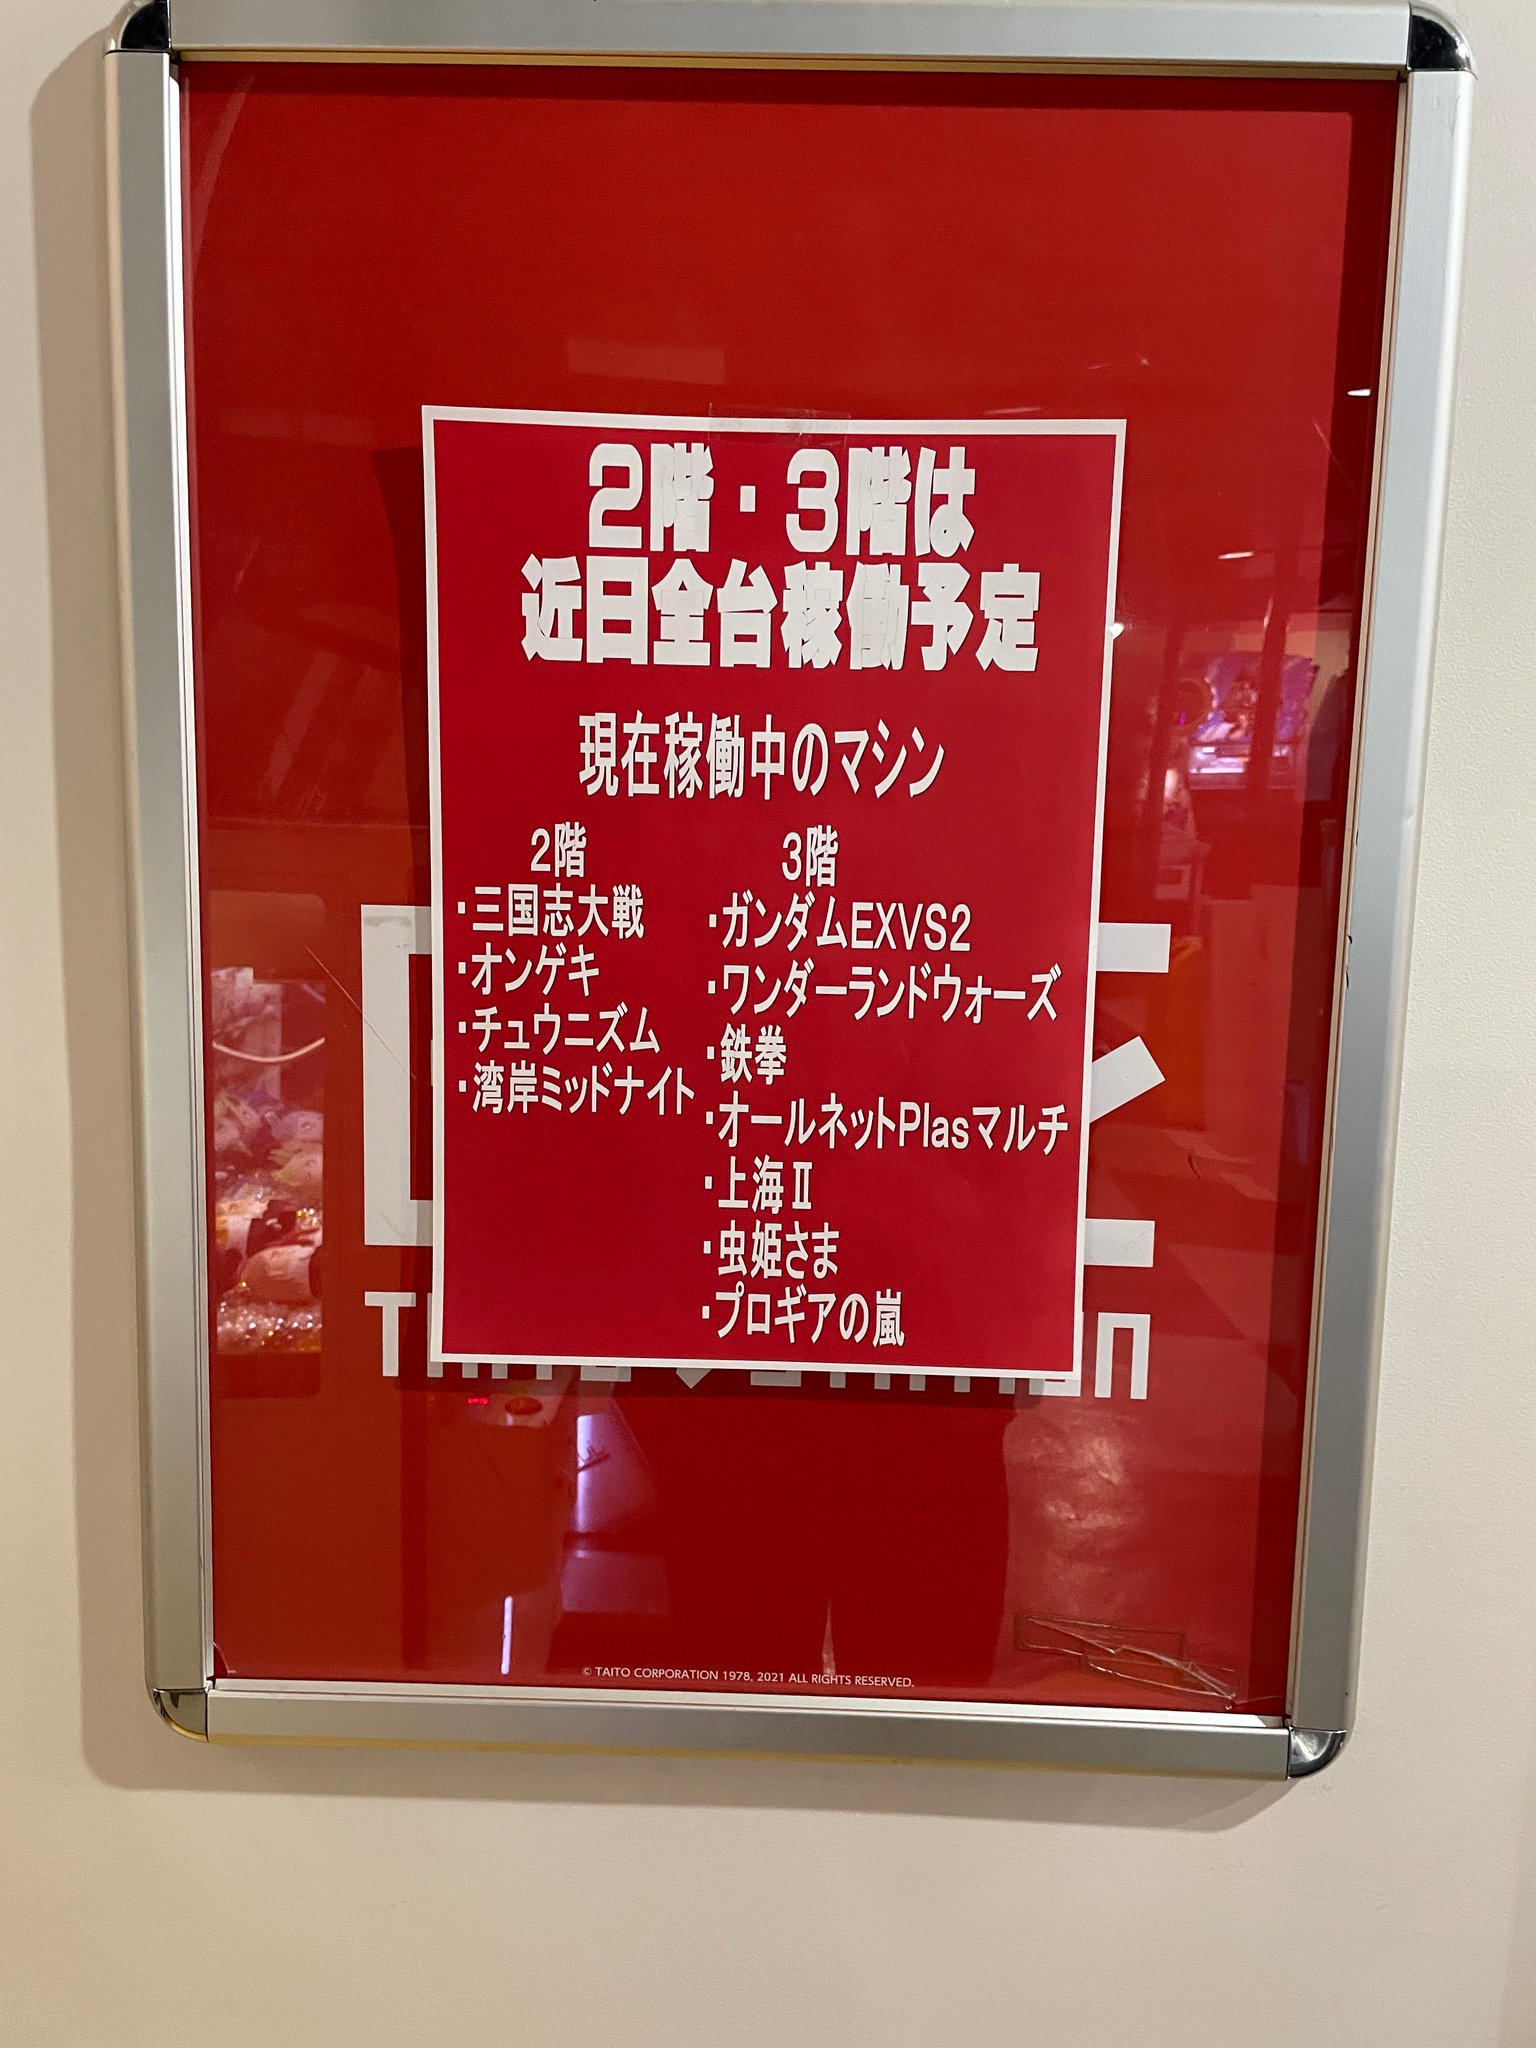 2階・3階は
近日全台稼働予定
現在稼働中のマシン
2階
・三国志大戦
・オンゲキ
・チュウニズム
・湾岸ミッドナイト
3階
・ガンダムEXVS2
・ワンダーランドウォーズ
・鉄拳
・オールネットPlasマルチ
・上海Ⅱ
・虫姫さま
・プロギアの嵐
© TAITO CORPORATION 1978, 2021 ALL RIGHTS RESERVED.